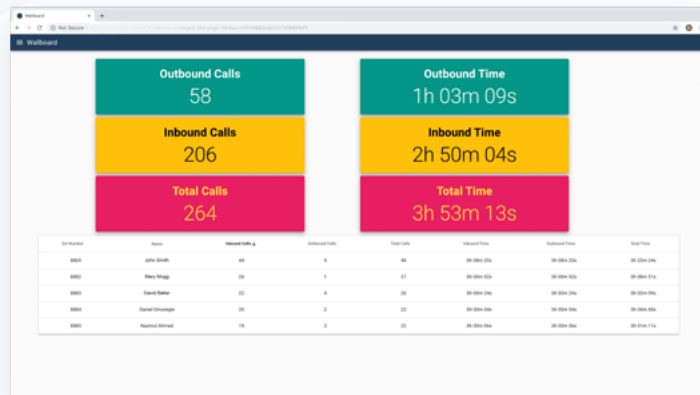 Wallboard
Not Secure
Wallboard
Outbound Calls
58
Outbound Time
1h 03m 09s
Inbound Calls
206
Inbound Time
2h 50m 04s
Total Calls
264
Total Time
3h 53m 13s
Ext Number Name Inbound Calls Outbound Calls Total Calls Inbound Time Outbound Time Total Time
John Smith 44 4 48
Mary Mugg 26 1 27
David Baker 22 4 26
Daniel Omoregie 20 2 22
Nazmul Ahmed 19 3 22